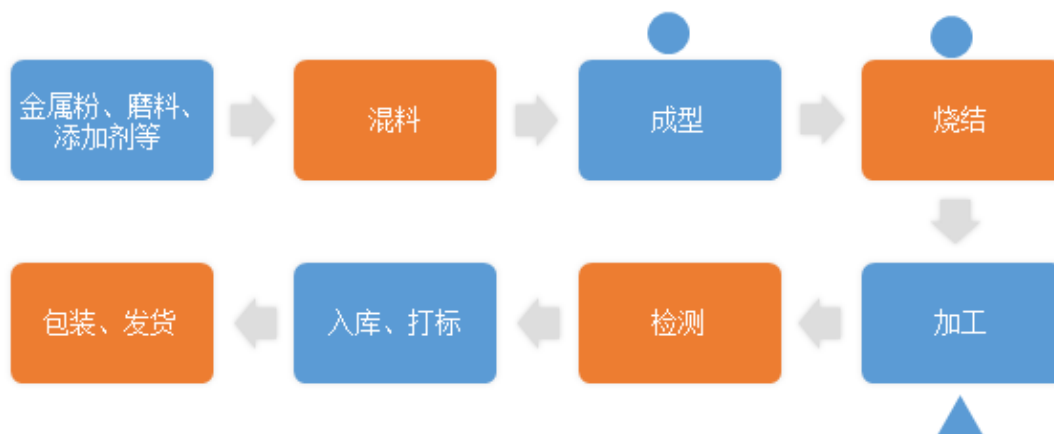 金属粉、磨料、
添加剂等
混料
成型
烧结
加工
检测
入库、打标
包装、发货